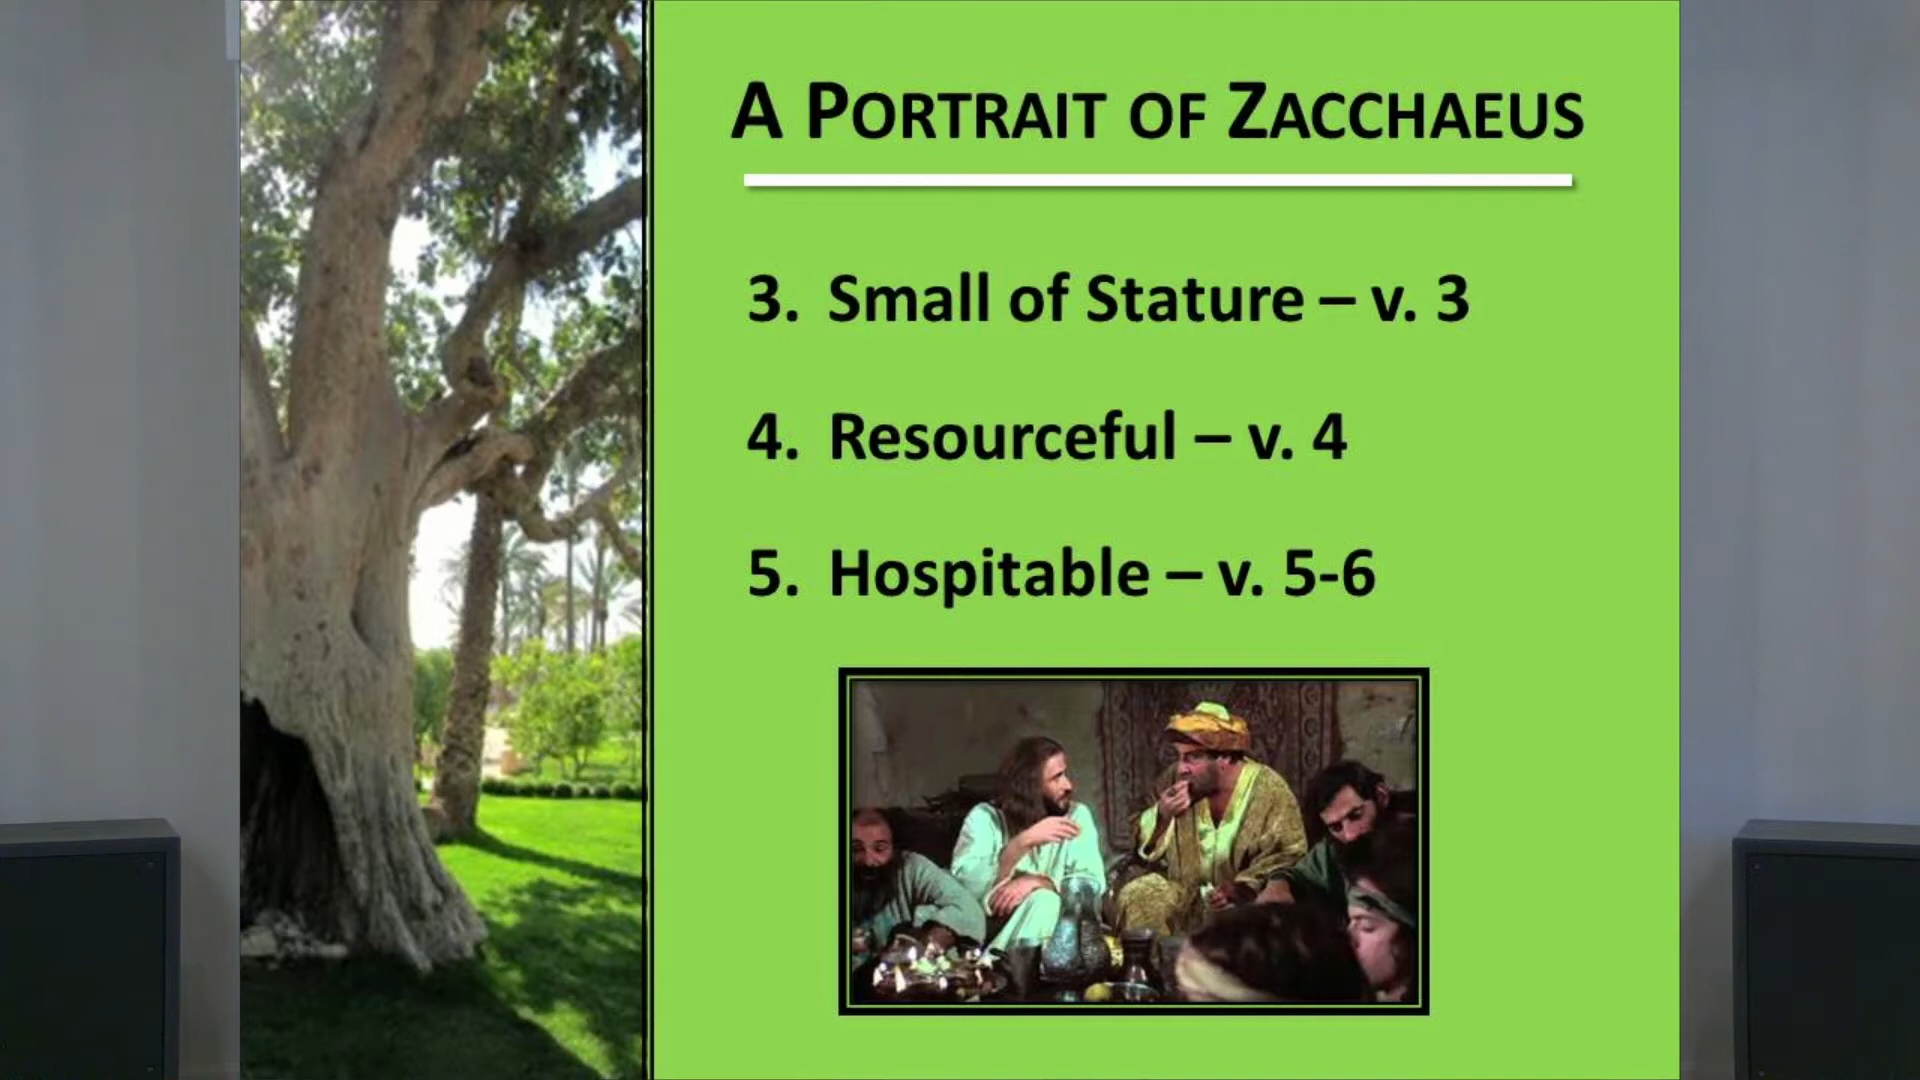 A PORTRAIT OF ZACCHAEUS
3. Small of Stature – v. 3
4. Resourceful – v. 4
5. Hospitable – v. 5-6